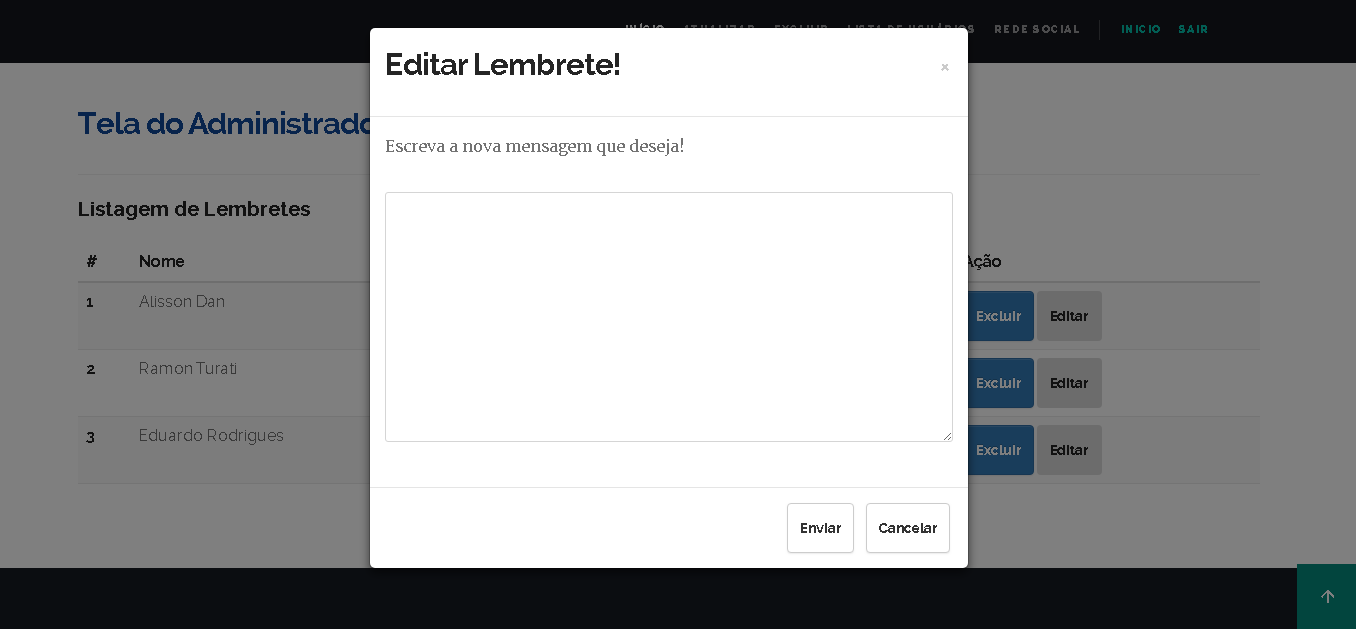 INÍCIO ATUALIZAR EXCLUIR LISTA DE USUÁRIOS REDE SOCIAL INICIO SAIR
Editar Lembrete!
×
Tela do Administrado
Escreva a nova mensagem que deseja!
Listagem de Lembretes
# Nome Ação
1 Alisson Dan Excluir Editar
2 Ramon Turati Excluir Editar
3 Eduardo Rodrigues Excluir Editar
Enviar Cancelar